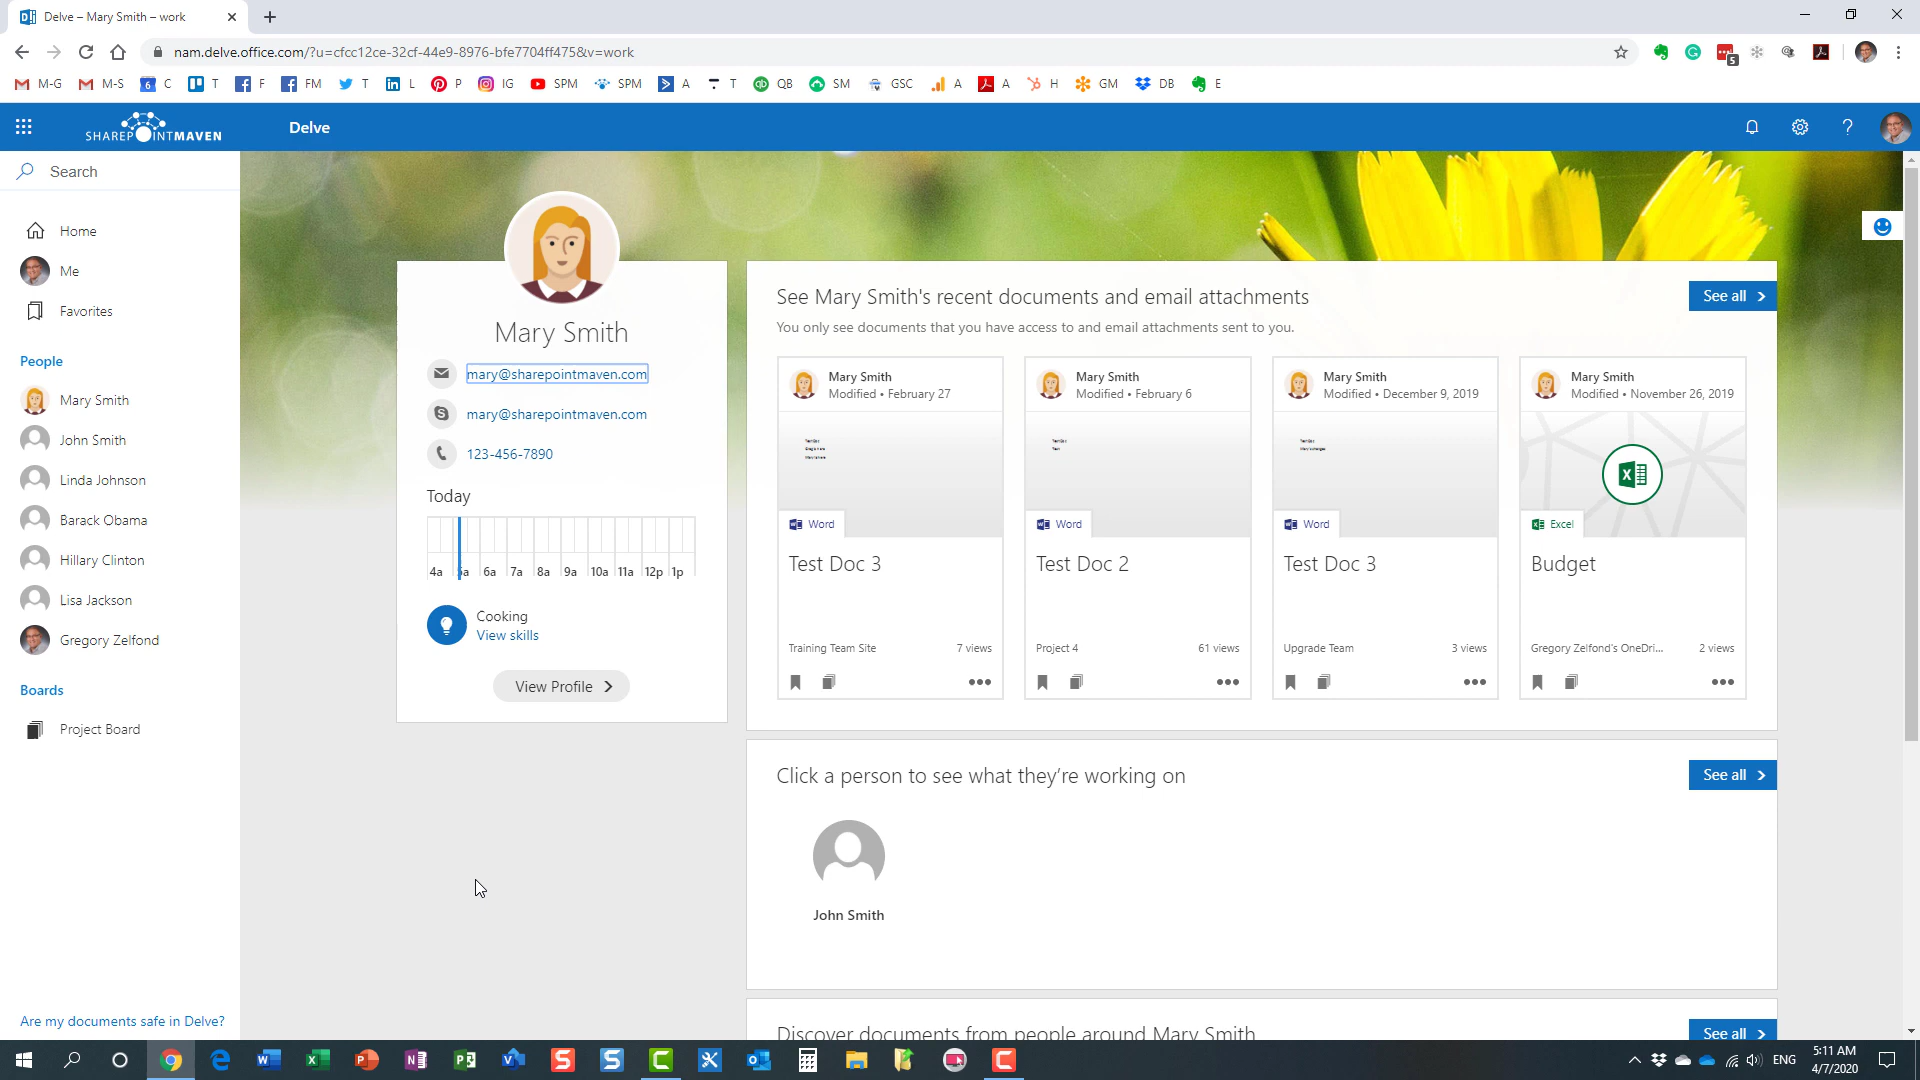 Delve – Mary Smith – work
nam.delve.office.com/?u=cfcc12ce-32cf-44e9-8976-bfe7704ff475&v=work
5
M-G M-S 6 C T F FM T L P IG SPM SPM A T QB SM GSC A A H GM DB E
SHAREPOINTMAVEN
Delve
?
Search
Home
Me
Favorites
People
Mary Smith
John Smith
Linda Johnson
Barack Obama
Hillary Clinton
Lisa Jackson
Gregory Zelfond
Boards
Project Board
Are my documents safe in Delve?
Mary Smith
mary@sharepointmaven.com
mary@sharepointmaven.com
123-456-7890
Today
4a 5a 6a 7a 8a 9a 10a 11a 12p 1p
Cooking
View skills
View Profile
See Mary Smith's recent documents and email attachments
See all
You only see documents that you have access to and email attachments sent to you.
Mary Smith
Modified • February 27
Word
Test Doc 3
Training Team Site 7 views
Mary Smith
Modified • February 6
Word
Test Doc 2
Project 4 61 views
Mary Smith
Modified • December 9, 2019
Word
Test Doc 3
Upgrade Team 3 views
Mary Smith
Modified • November 26, 2019
Excel
Budget
Gregory Zelfond's OneDri... 2 views
Click a person to see what they're working on
See all
John Smith
Discover documents from people around Mary Smith
See all
ENG
5:11 AM
4/7/2020